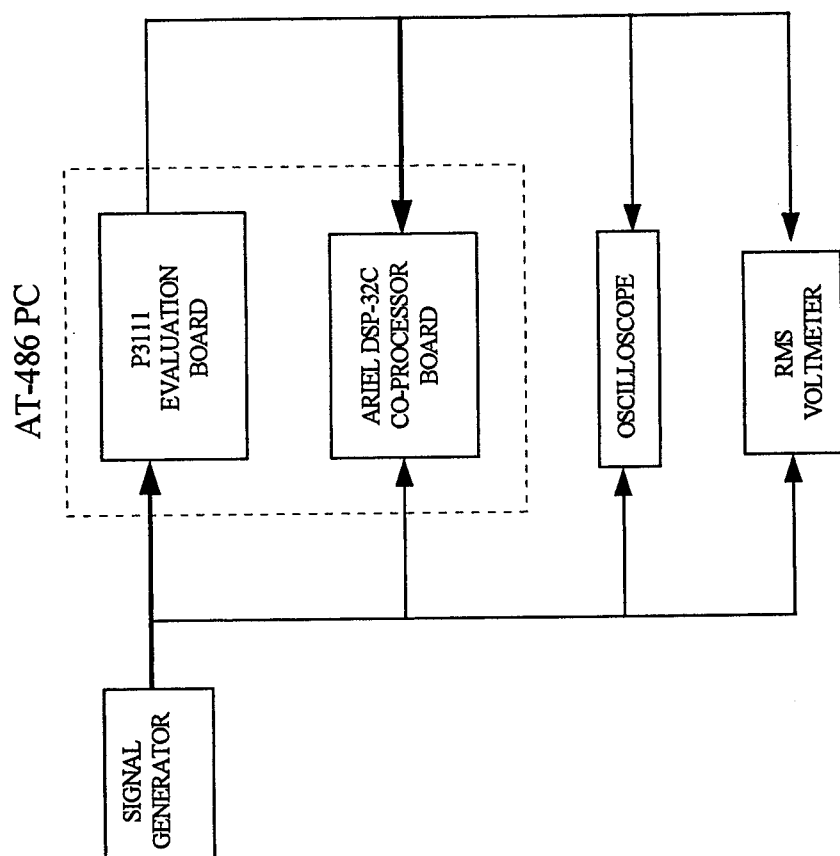 AT-486 PC
P3111
EVALUATION
BOARD
ARIEL DSP-32C
CO-PROCESSOR
BOARD
OSCILLOSCOPE
RMS
VOLTMETER
SIGNAL
GENERATOR